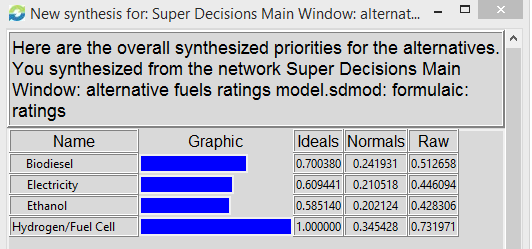 New synthesis for: Super Decisions Main Window: alternat...
Here are the overall synthesized priorities for the alternatives.
You synthesized from the network Super Decisions Main
Window: alternative fuels ratings model.sdmod: formulaic:
ratings
Name Graphic Ideals Normals Raw
Biodiesel 0.700380 0.241931 0.512658
Electricity 0.609441 0.210518 0.446094
Ethanol 0.585140 0.202124 0.428306
Hydrogen/Fuel Cell 1.000000 0.345428 0.731971